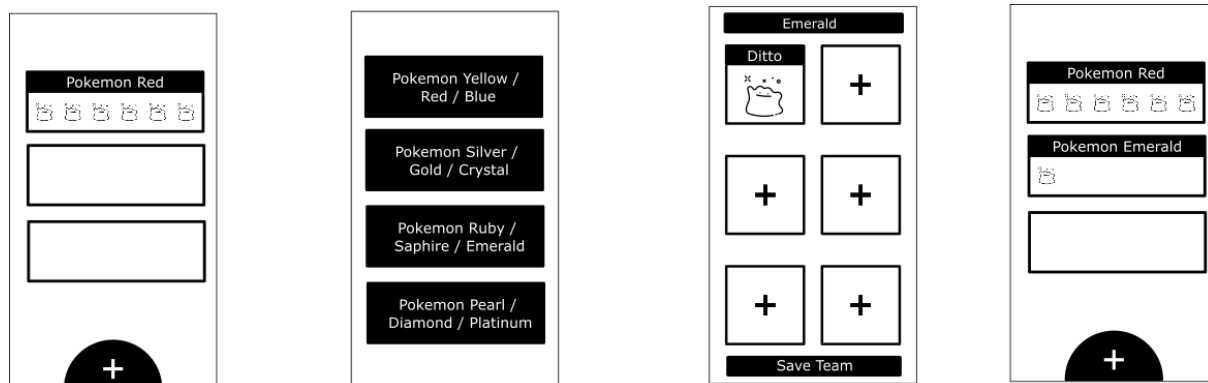 Pokemon Red
+
Pokemon Yellow /
Red / Blue
Pokemon Silver /
Gold / Crystal
Pokemon Ruby /
Saphire / Emerald
Pokemon Pearl /
Diamond / Platinum
Emerald
Ditto
+
+
+
+
+
Save Team
Pokemon Red
Pokemon Emerald
+